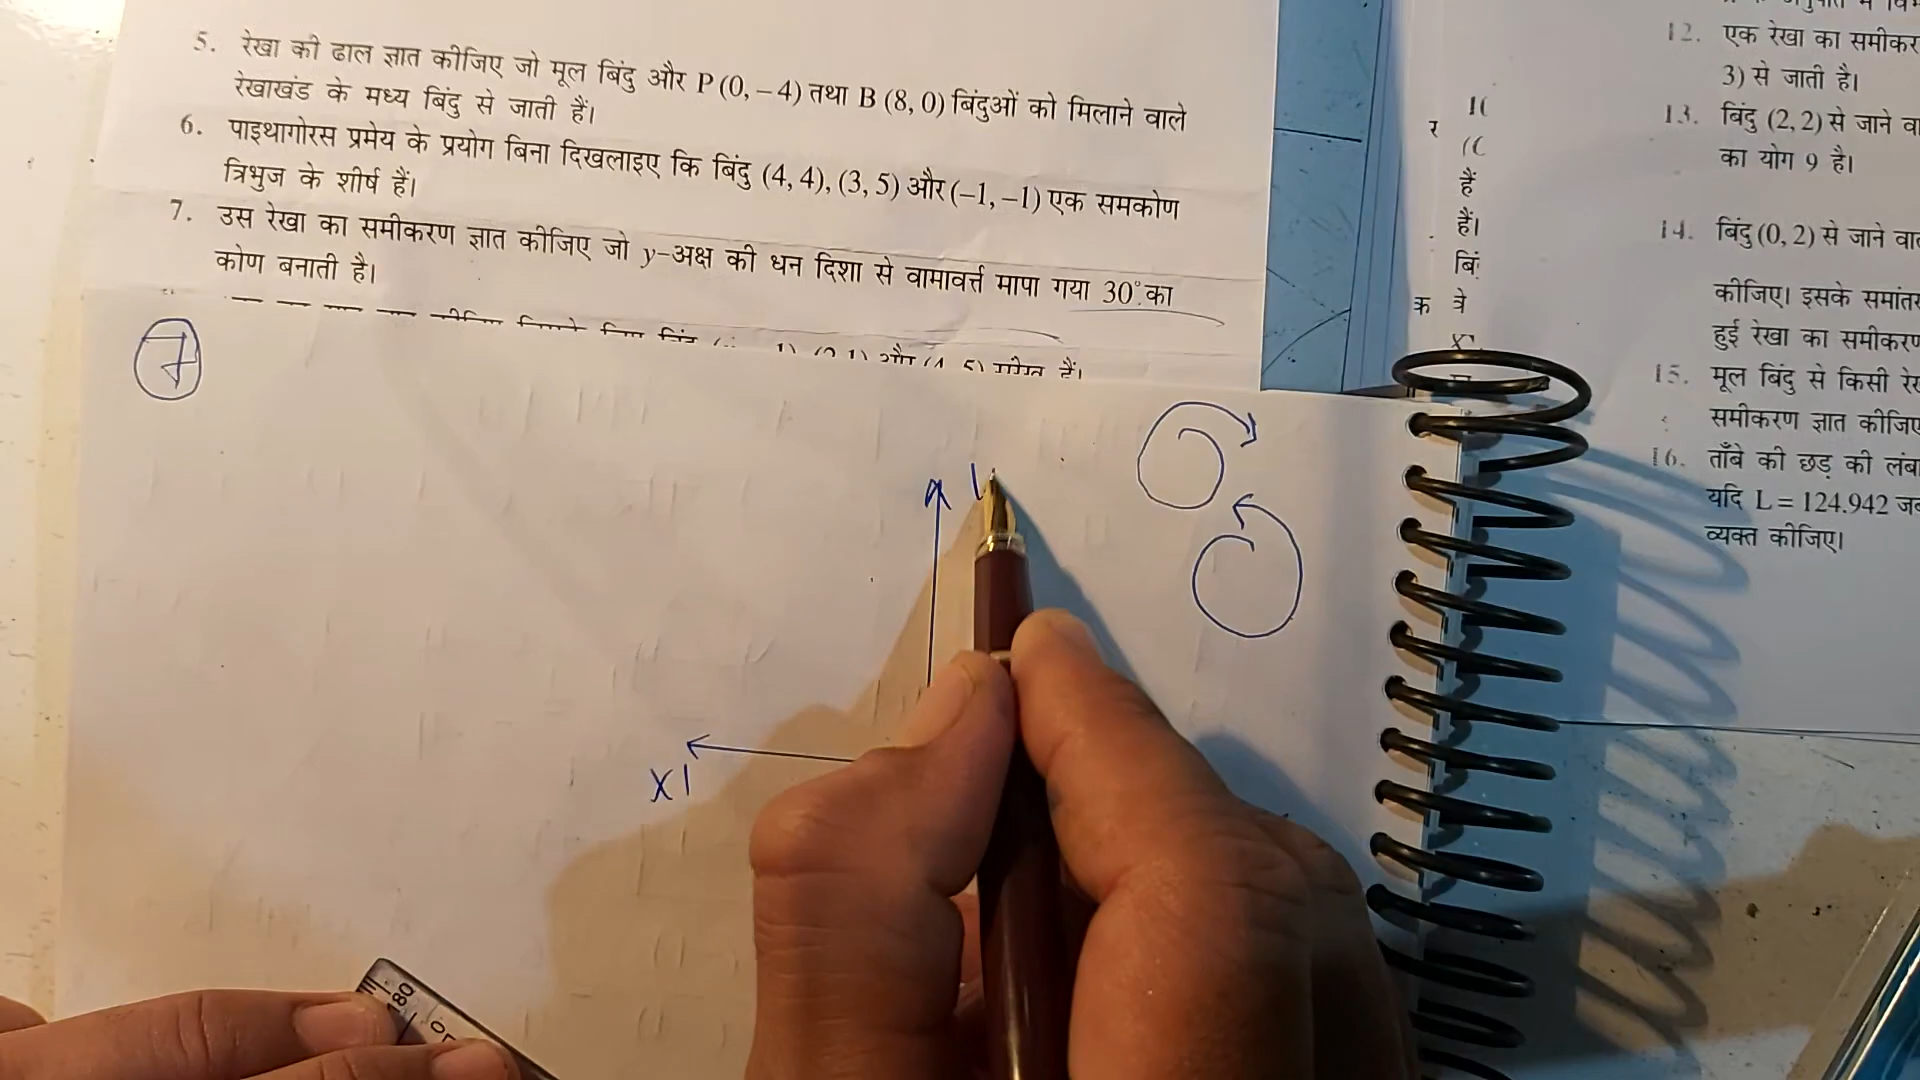 5. रेखा की ढाल ज्ञात कीजिए जो मूल बिंदु और P (0, – 4) तथा B (8, 0) बिंदुओं को मिलाने वाले
रेखाखंड के मध्य बिंदु से जाती हैं।
6. पाइथागोरस प्रमेय के प्रयोग बिना दिखलाइए कि बिंदु (4, 4), (3, 5) और (–1, –1) एक समकोण
त्रिभुज के शीर्ष हैं।
7. उस रेखा का समीकरण ज्ञात कीजिए जो y–अक्ष की धन दिशा से वामावर्त्त मापा गया 30° का
कोण बनाती है।
7
X1
180
12. एक रेखा का समीकर
3) से जाती है।
13. बिंदु (2, 2) से जाने वा
का योग 9 है।
14. बिंदु (0, 2) से जाने वाल
कीजिए। इसके समांतर
हुई रेखा का समीकरण
15. मूल बिंदु से किसी रे
समीकरण ज्ञात कीजिए
16. ताँबे की छड़ की लंबा
यदि L = 124.942 जब
व्यक्त कीजिए।
हैं
हैं।